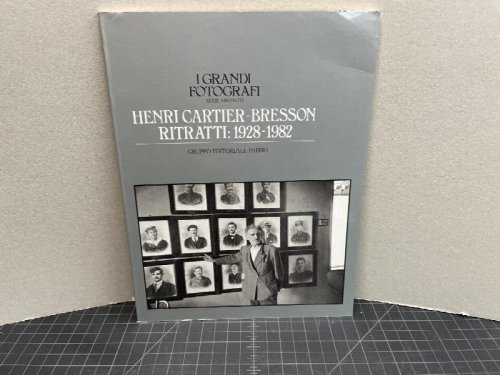 I GRANDI
FOTOGRAFI
SERIE ARGENTO
HENRI CARTIER-BRESSON
RITRATTI: 1928-1982
GRUPPO EDITORIALE FABBRI